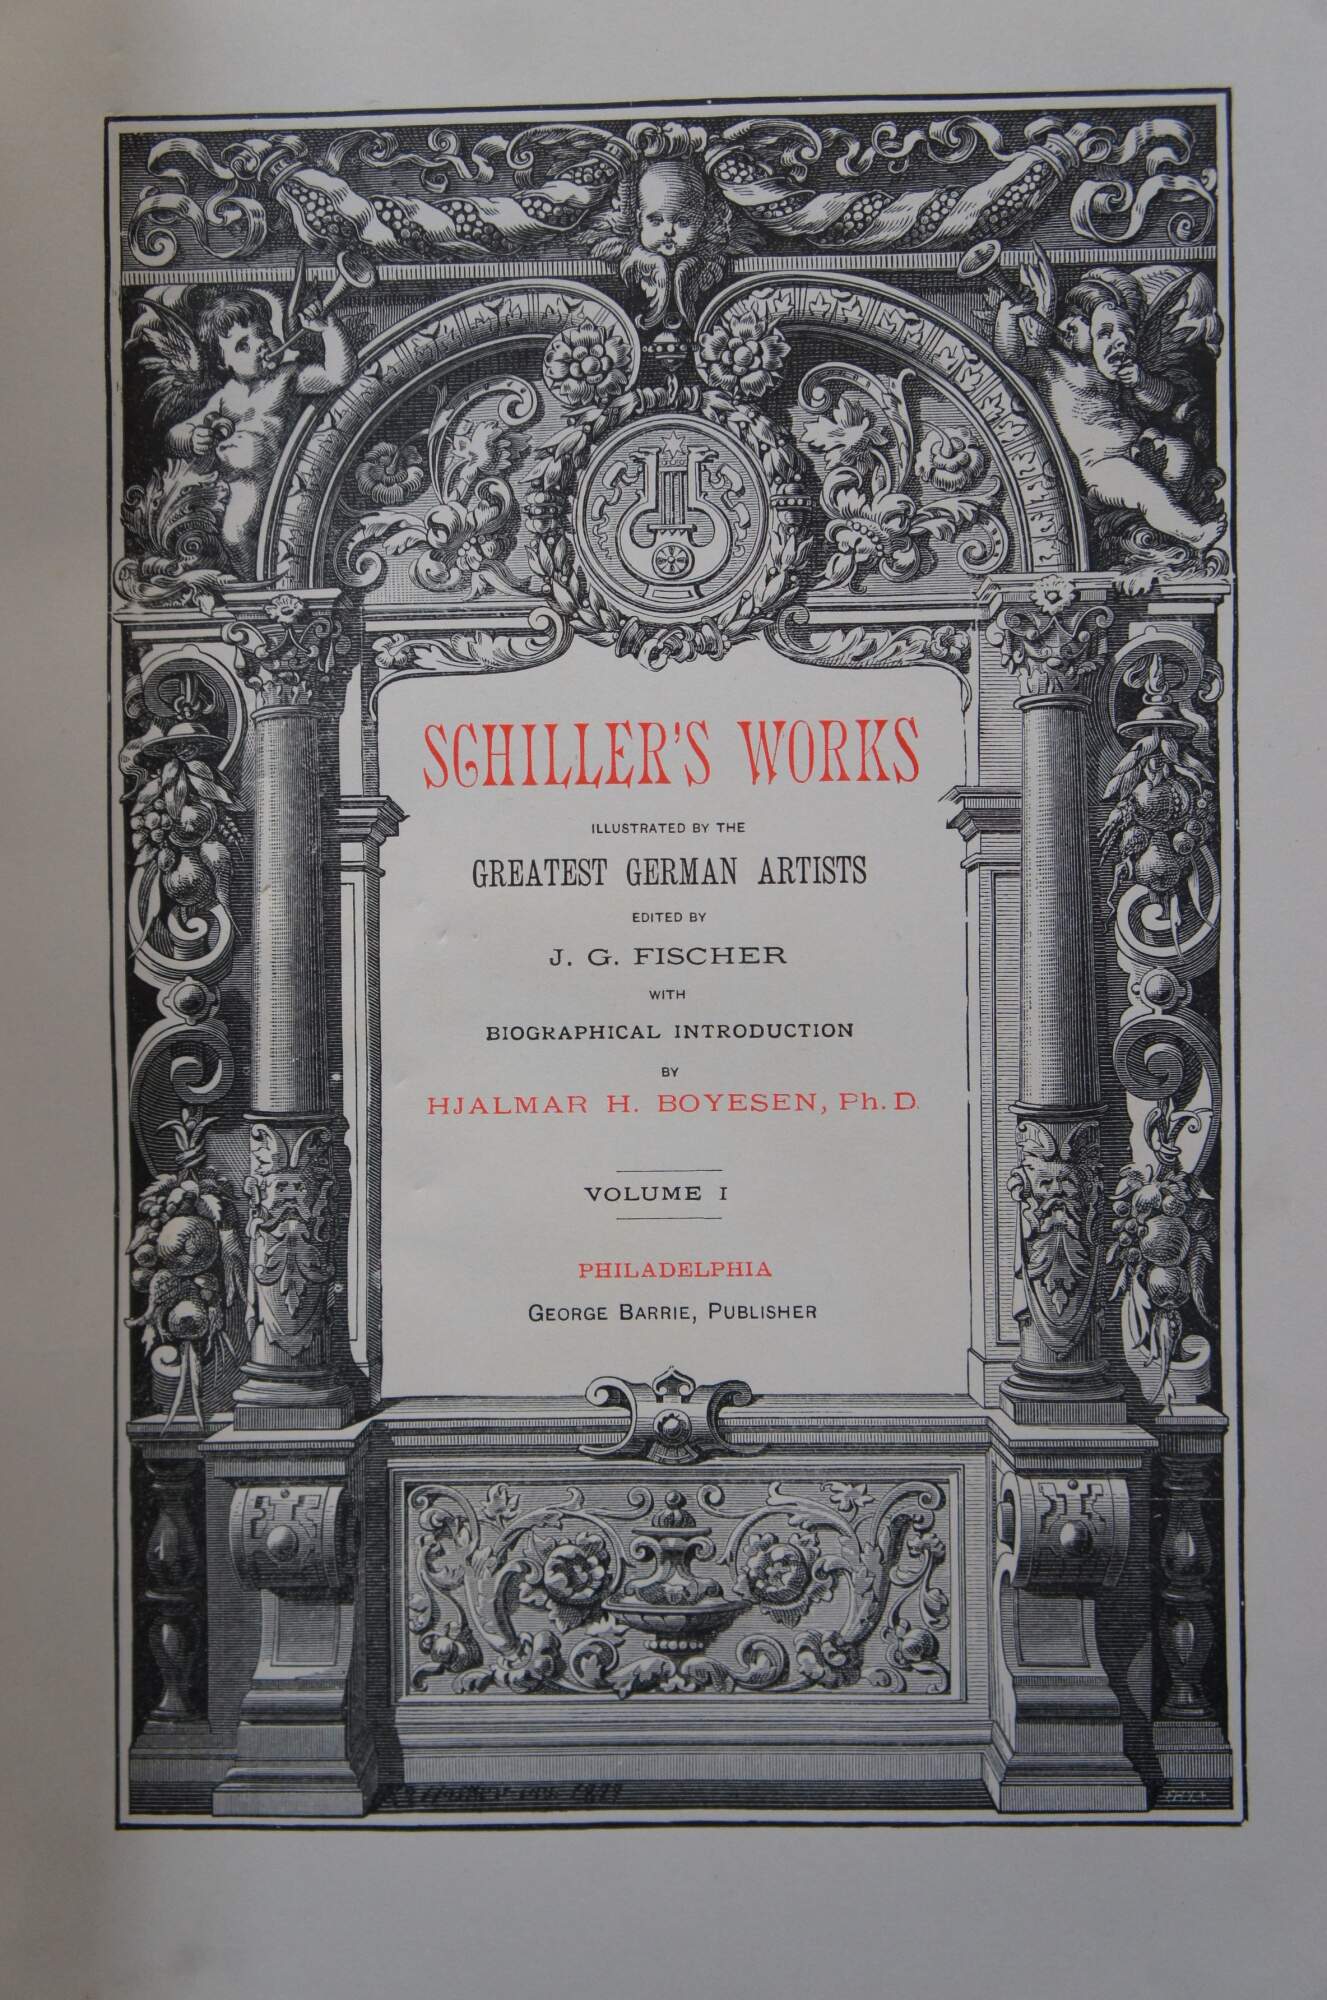 SCHILLER'S WORKS
ILLUSTRATED BY THE
GREATEST GERMAN ARTISTS
EDITED BY
J. G. FISCHER
WITH
BIOGRAPHICAL INTRODUCTION
BY
HJALMAR H. BOYESEN, Ph. D.
VOLUME I
PHILADELPHIA
GEORGE BARRIE, PUBLISHER